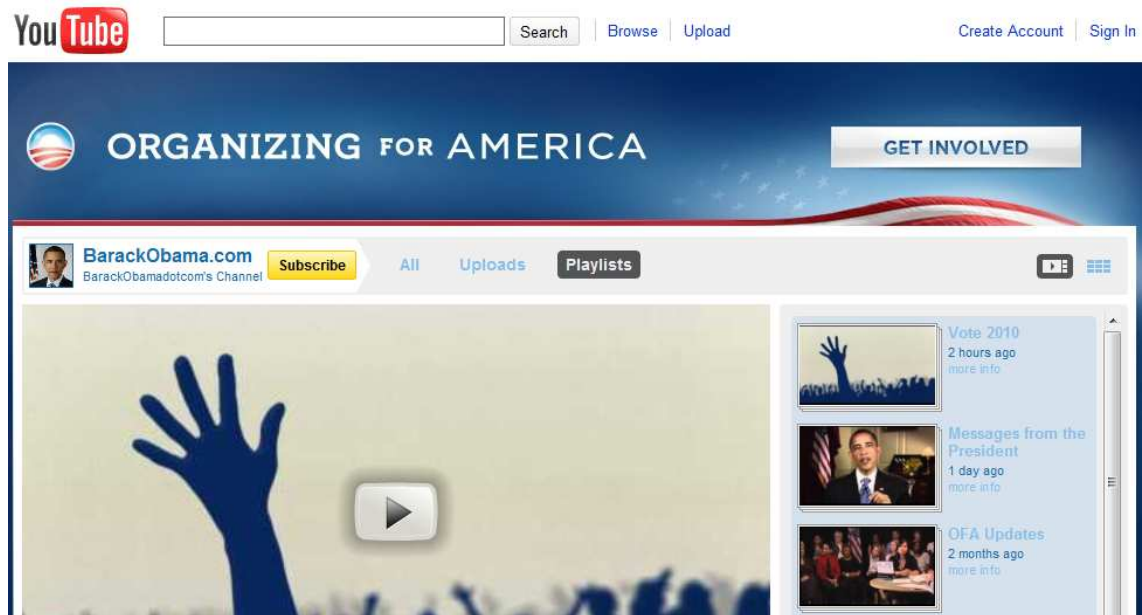 You Tube
Search
Browse
Upload
Create Account
Sign In
ORGANIZING FOR AMERICA
GET INVOLVED
BarackObama.com
BarackObamadotcom's Channel
Subscribe
All
Uploads
Playlists
Vote 2010
2 hours ago
more info
Messages from the
President
1 day ago
more info
OFA Updates
2 months ago
more info